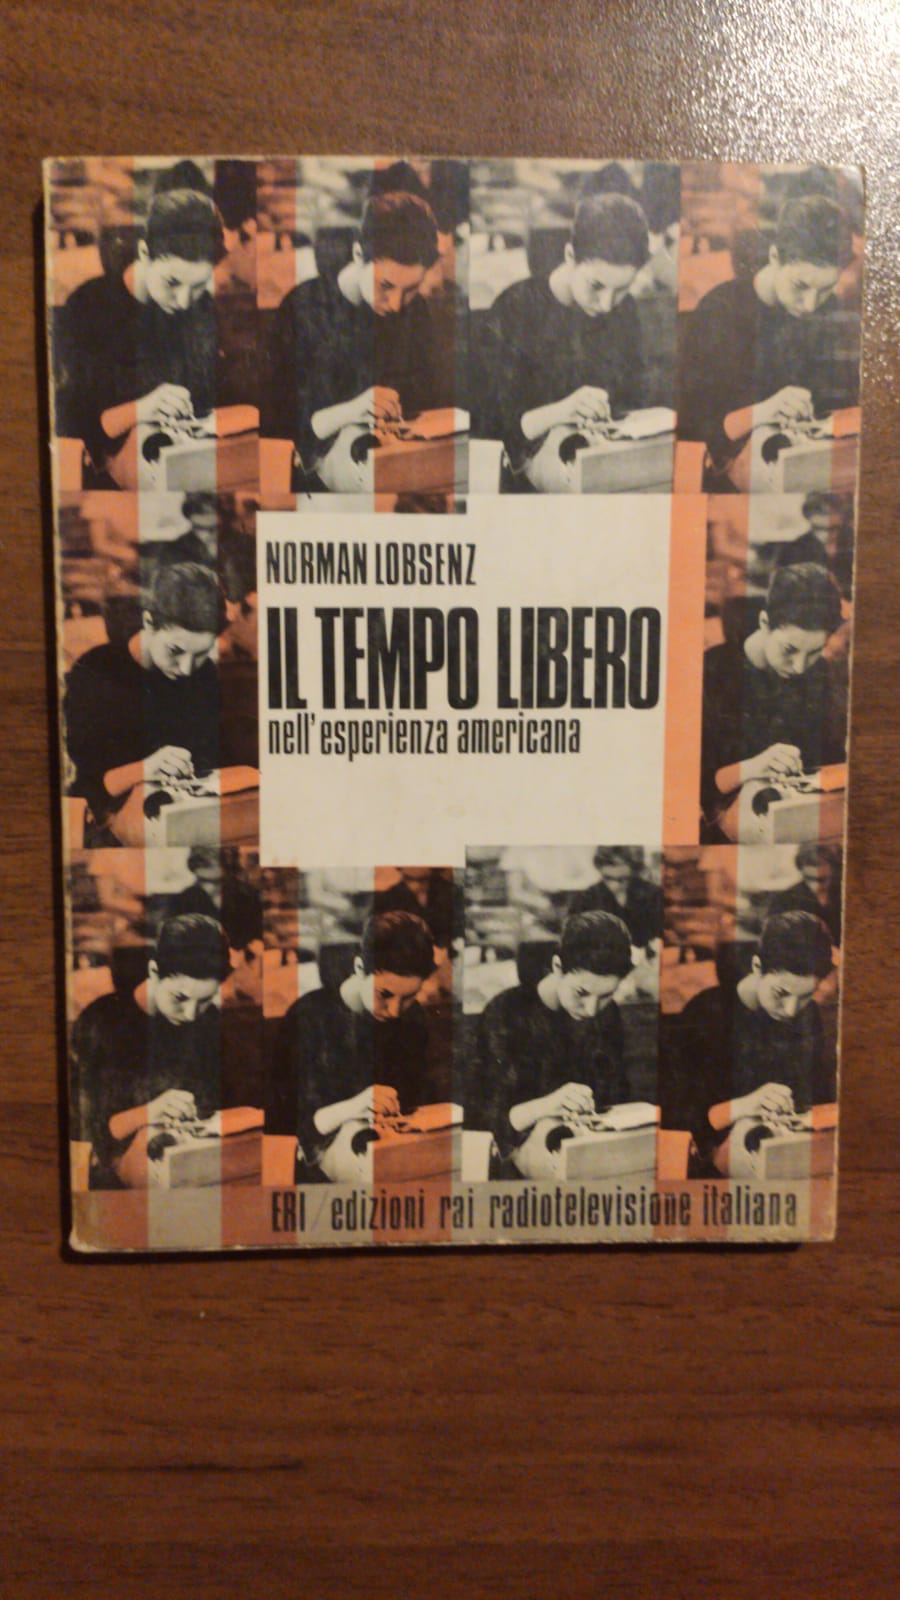 NORMAN LOBSENZ
IL TEMPO LIBERO
nell'esperienza americana
ERI / edizioni rai radiotelevisione italiana